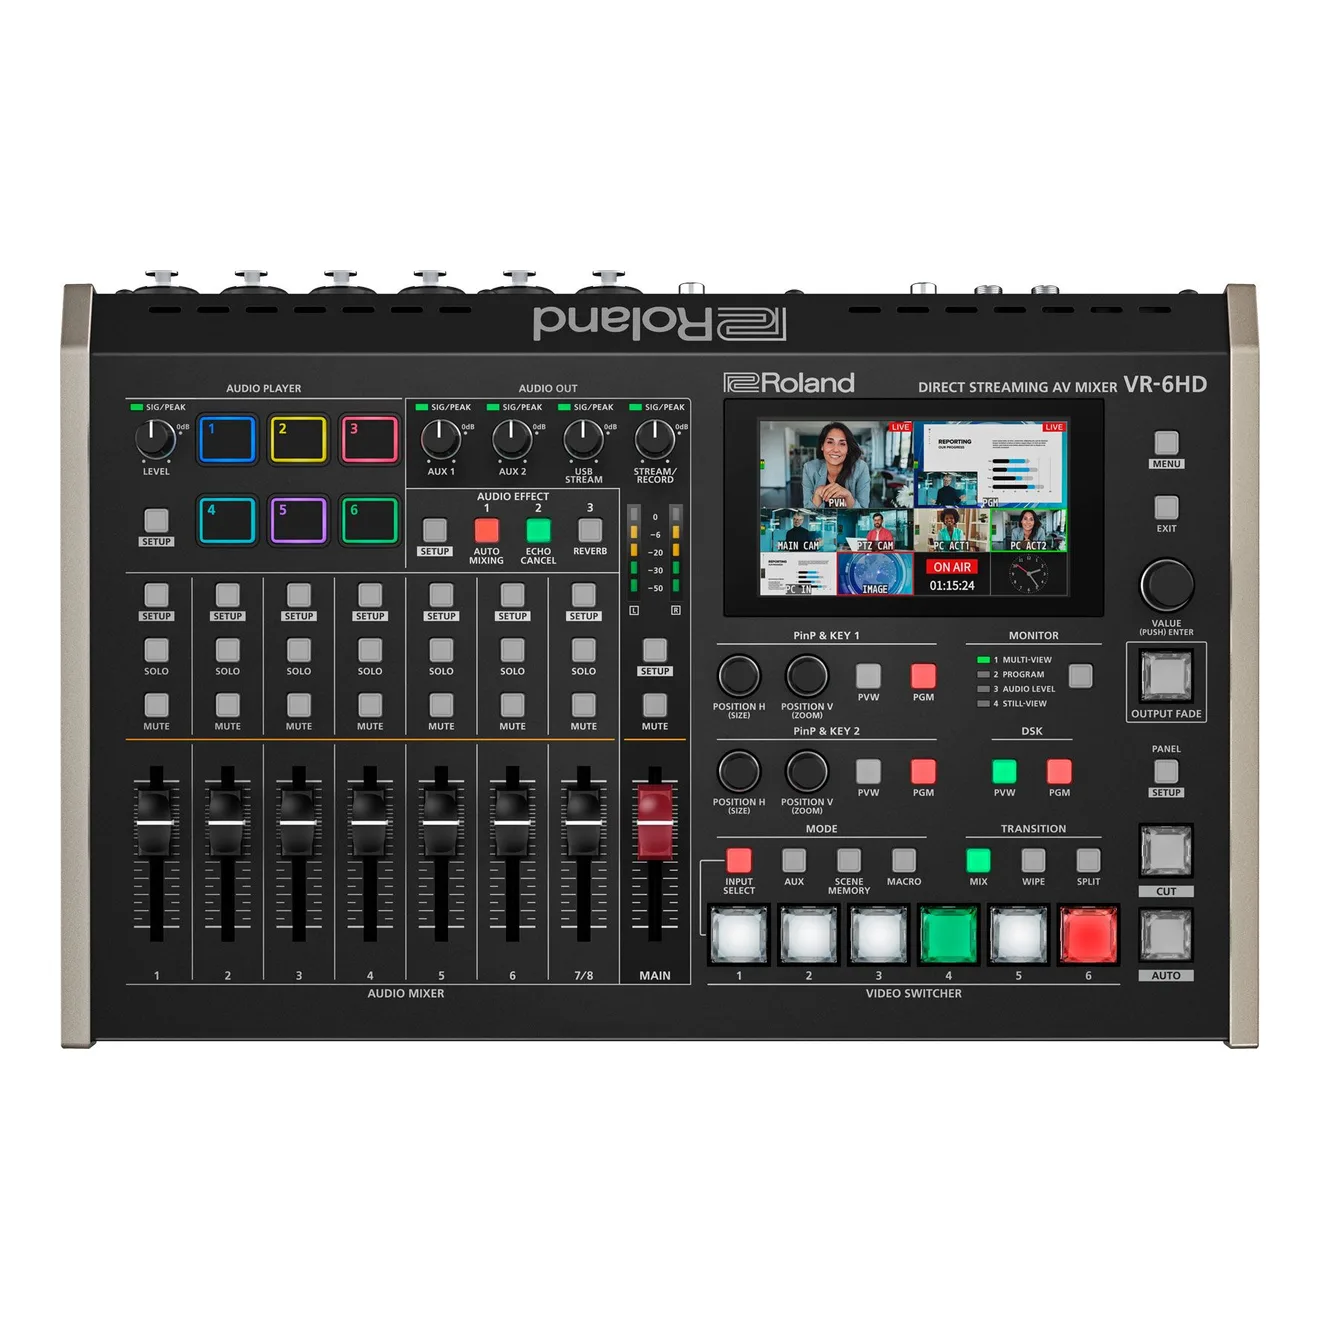 Roland
Roland
DIRECT STREAMING AV MIXER VR-6HD
AUDIO PLAYER
SIG/PEAK
0dB
LEVEL
1
2
3
4
5
6
SETUP
AUDIO OUT
SIG/PEAK SIG/PEAK SIG/PEAK SIG/PEAK
0dB 0dB 0dB 0dB
AUX 1 AUX 2 USB STREAM STREAM/ RECORD
AUDIO EFFECT
1 2 3
SETUP
AUTO MIXING
ECHO CANCEL
REVERB
0
-6
-20
-30
-50
L R
SETUP SETUP SETUP SETUP SETUP SETUP SETUP
SOLO SOLO SOLO SOLO SOLO SOLO SOLO
SETUP
MUTE MUTE MUTE MUTE MUTE MUTE MUTE MUTE
1 2 3 4 5 6 7/8 MAIN
AUDIO MIXER
LIVE
LIVE
REPORTING
OUR PROGRESS
PVW
PGM
MAIN CAM
PTZ CAM
PC ACT1
PC ACT2
REPORTING
PC IN
IMAGE
ON AIR
01:15:24
MENU
EXIT
VALUE
(PUSH) ENTER
PinP & KEY 1
POSITION H
(SIZE)
POSITION V
(ZOOM)
PVW
PGM
MONITOR
1 MULTI-VIEW
2 PROGRAM
3 AUDIO LEVEL
4 STILL-VIEW
OUTPUT FADE
PinP & KEY 2
POSITION H
(SIZE)
POSITION V
(ZOOM)
PVW
PGM
DSK
PVW
PGM
PANEL
SETUP
MODE
INPUT SELECT
AUX
SCENE MEMORY
MACRO
TRANSITION
MIX
WIPE
SPLIT
CUT
1 2 3 4 5 6
VIDEO SWITCHER
AUTO